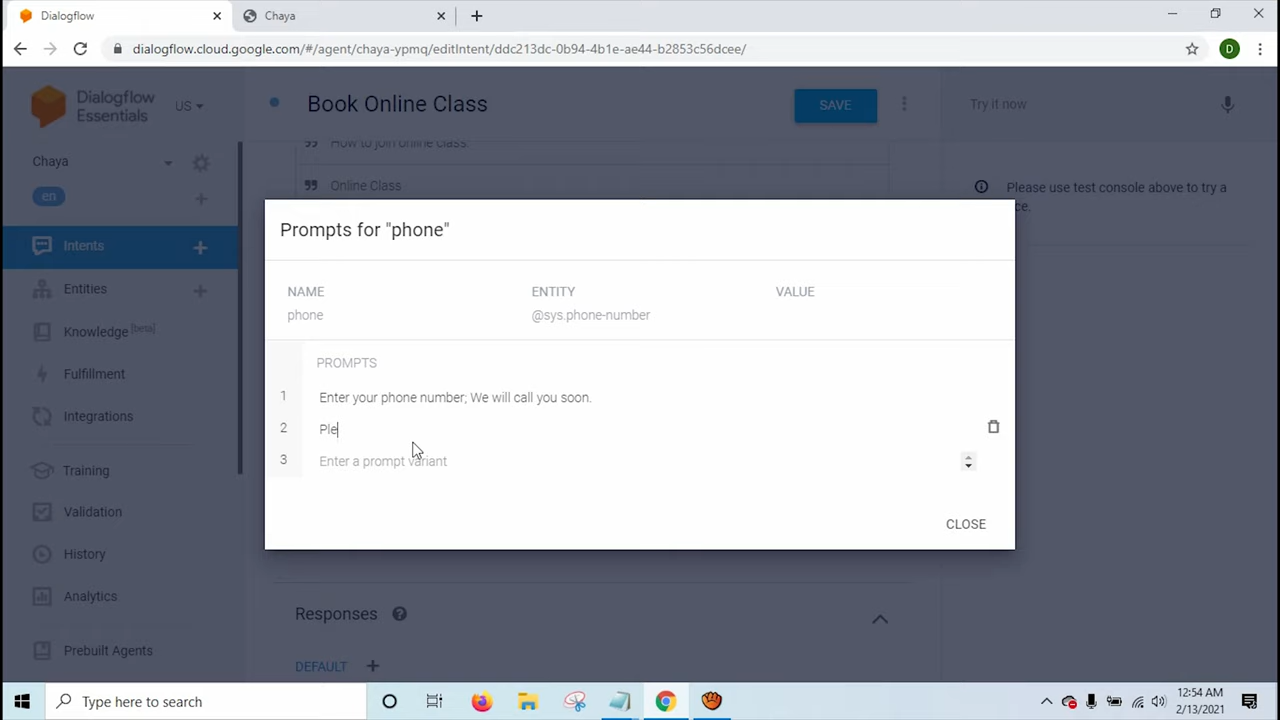 Dialogflow
Chaya
dialogflow.cloud.google.com/#/agent/chaya-ypmq/editIntent/ddc213dc-0b94-4b1e-ae44-b2853c56dcee/
D
Dialogflow
Essentials
US
Book Online Class
SAVE
Try it now
How to join online class.
Chaya
Online Class
Please use test console above to try a
ce.
en
Prompts for "phone"
Intents
Entities
NAME
ENTITY
VALUE
phone
@sys.phone-number
Knowledge [beta]
PROMPTS
Fulfillment
1 Enter your phone number; We will call you soon.
Integrations
2 Ple
3 Enter a prompt variant
Training
Validation
CLOSE
History
Analytics
Responses
Prebuilt Agents
DEFAULT
Type here to search
12:54 AM
2/13/2021